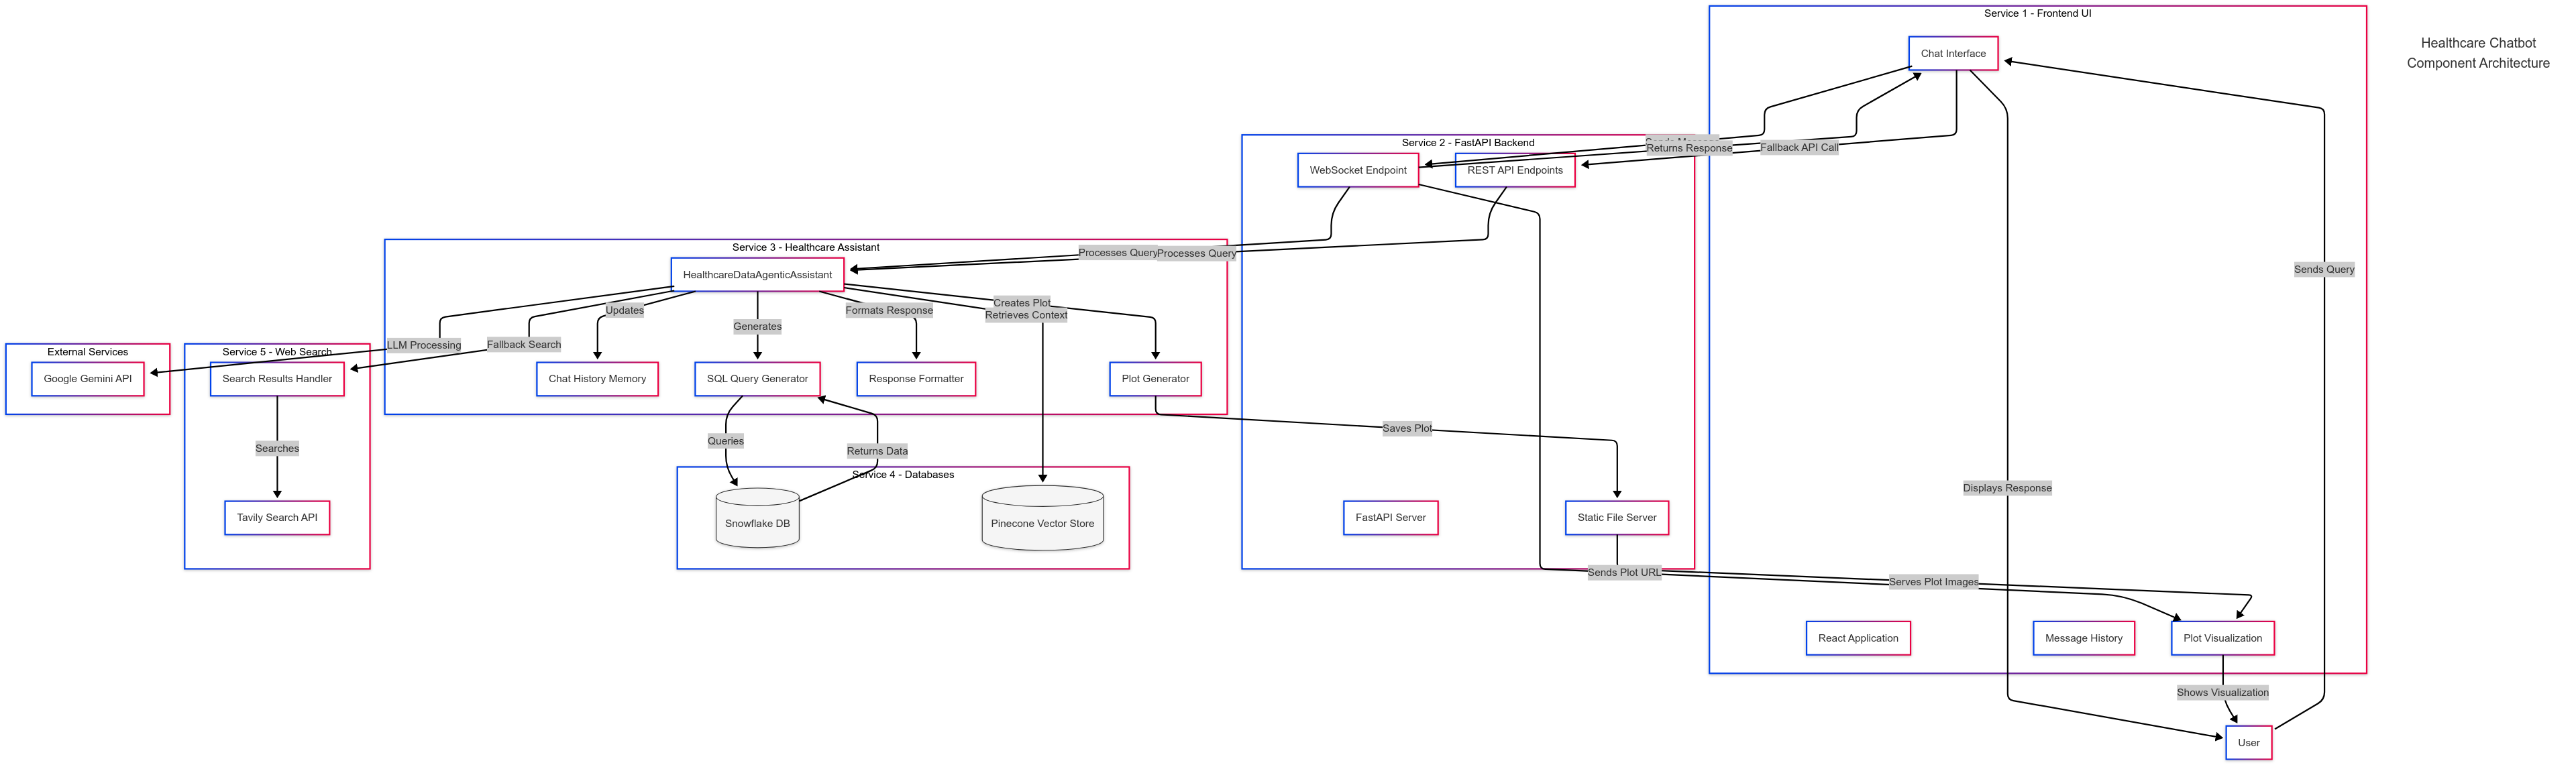 Service 1 - Frontend UI
Healthcare Chatbot
Component Architecture
Chat Interface
Service 2 - FastAPI Backend
Returns Response
Fallback API Call
WebSocket Endpoint
REST API Endpoints
Service 3 - Healthcare Assistant
Processes Query
Processes Query
HealthcareDataAgenticAssistant
Sends Query
Creates Plot
Updates
Formats Response
Retrieves Context
Generates
LLM Processing
Fallback Search
External Services
Service 5 - Web Search
Google Gemini API
Search Results Handler
Chat History Memory
SQL Query Generator
Response Formatter
Plot Generator
Saves Plot
Queries
Searches
Returns Data
Service 4 - Databases
Displays Response
Tavily Search API
Snowflake DB
Pinecone Vector Store
FastAPI Server
Static File Server
Sends Plot URL
Serves Plot Images
React Application
Message History
Plot Visualization
Shows Visualization
User